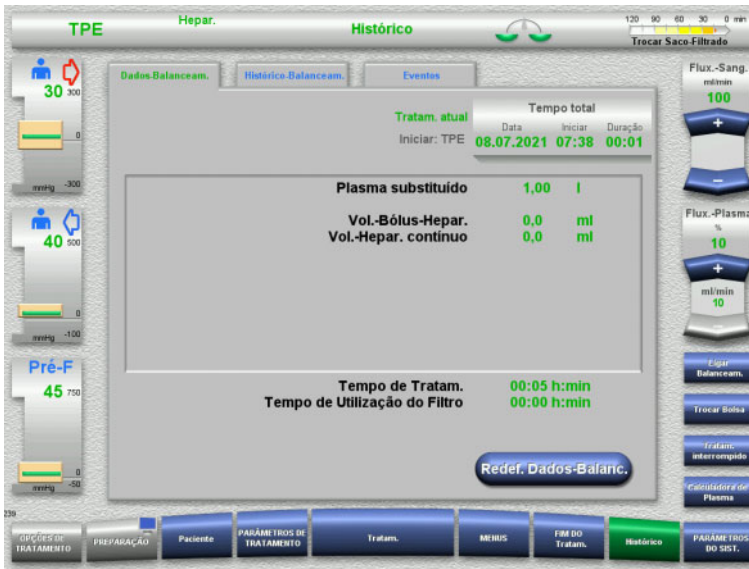 TPE
Hepar.
Histórico
120 90 60 30 0 min
Trocar Saco-Filtrado
30
300
0
mmHg -300
40
500
0
mmHg -100
Pré-F
45
750
0
mmHg -50
Dados-Balanceam.
Histórico-Balanceam.
Eventos
Tempo total
Tratam. atual
Data Iniciar Duração
Iniciar: TPE 08.07.2021 07:38 00:01
Plasma substituído 1,00 l
Vol.-Bólus-Hepar. 0,0 ml
Vol.-Hepar. contínuo 0,0 ml
Tempo de Tratam. 00:05 h:min
Tempo de Utilização do Filtro 00:00 h:min
Redef. Dados-Balanc.
Flux.-Sang.
ml/min
100
+
−
Flux.-Plasma
%
10
+
ml/min
10
−
Ligar
Balanceam.
Trocar Bolsa
Tratam.
interrompido
Calculadora de
Plasma
239
OPÇÕES DE
TRATAMENTO
PREPARAÇÃO
Paciente
PARÂMETROS DE
TRATAMENTO
Tratam.
MENUS
FIM DO
Tratam.
Histórico
PARÂMETROS
DO SIST.